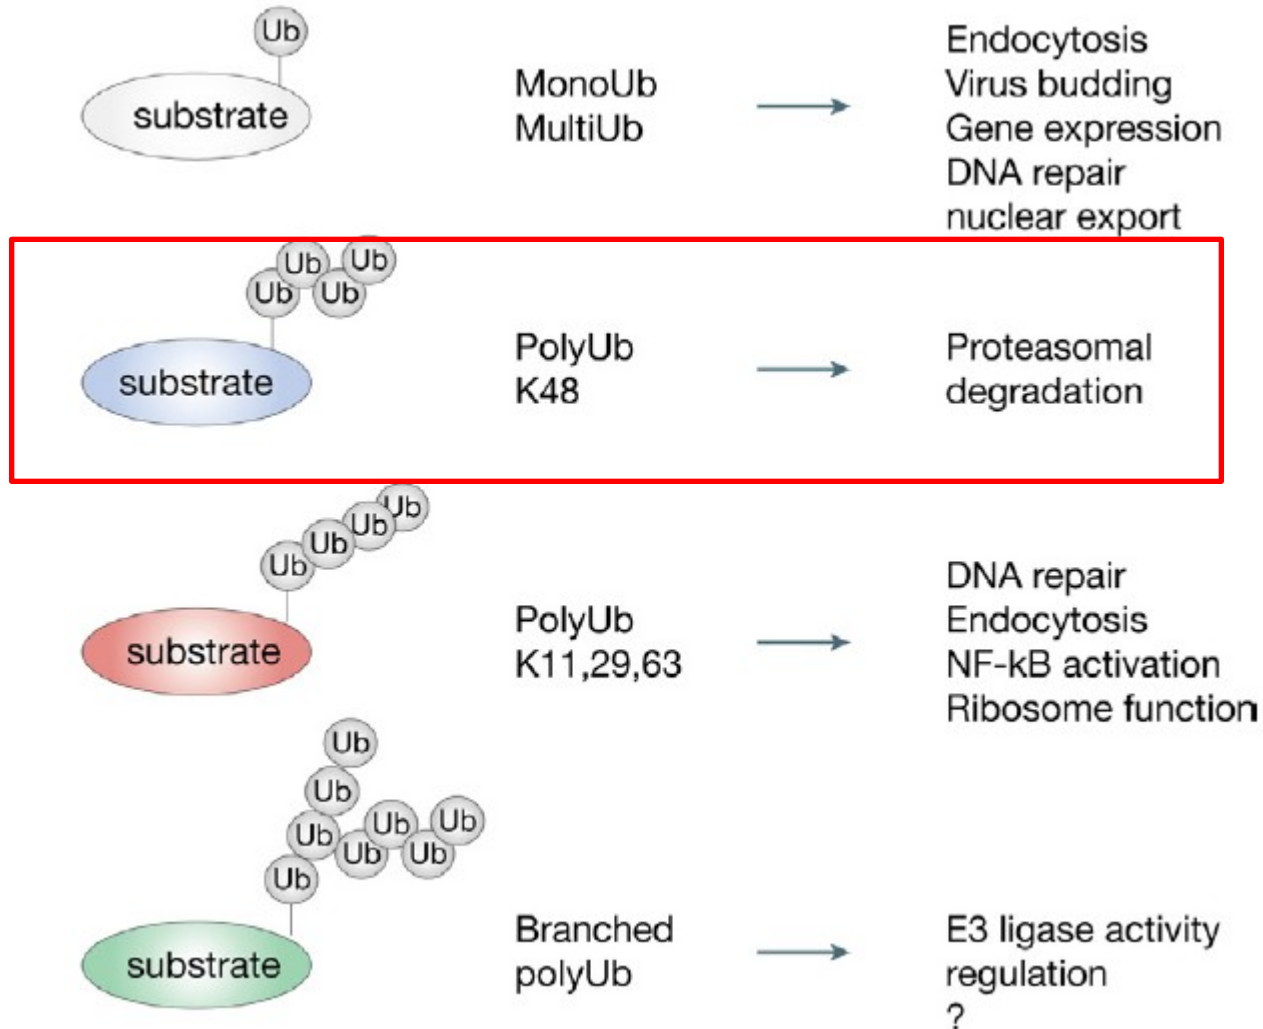 Ub
substrate
MonoUb
MultiUb
Endocytosis
Virus budding
Gene expression
DNA repair
nuclear export
Ub
Ub
Ub
Ub
substrate
PolyUb
K48
Proteasomal
degradation
Ub
Ub
Ub
Ub
substrate
PolyUb
K11,29,63
DNA repair
Endocytosis
NF-kB activation
Ribosome function
Ub
Ub
Ub
Ub
Ub
Ub
Ub
Ub
substrate
Branched
polyUb
E3 ligase activity
regulation
?